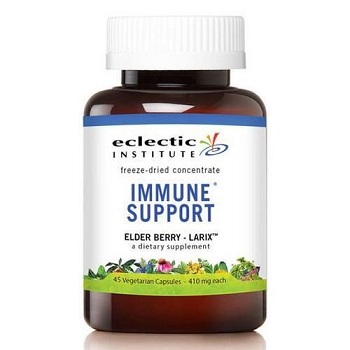 eclectic
INSTITUTE
freeze-dried concentrate
IMMUNE*
SUPPORT
ELDER BERRY - LARIX™
a dietary supplement
45 Vegetarian Capsules - 410 mg each